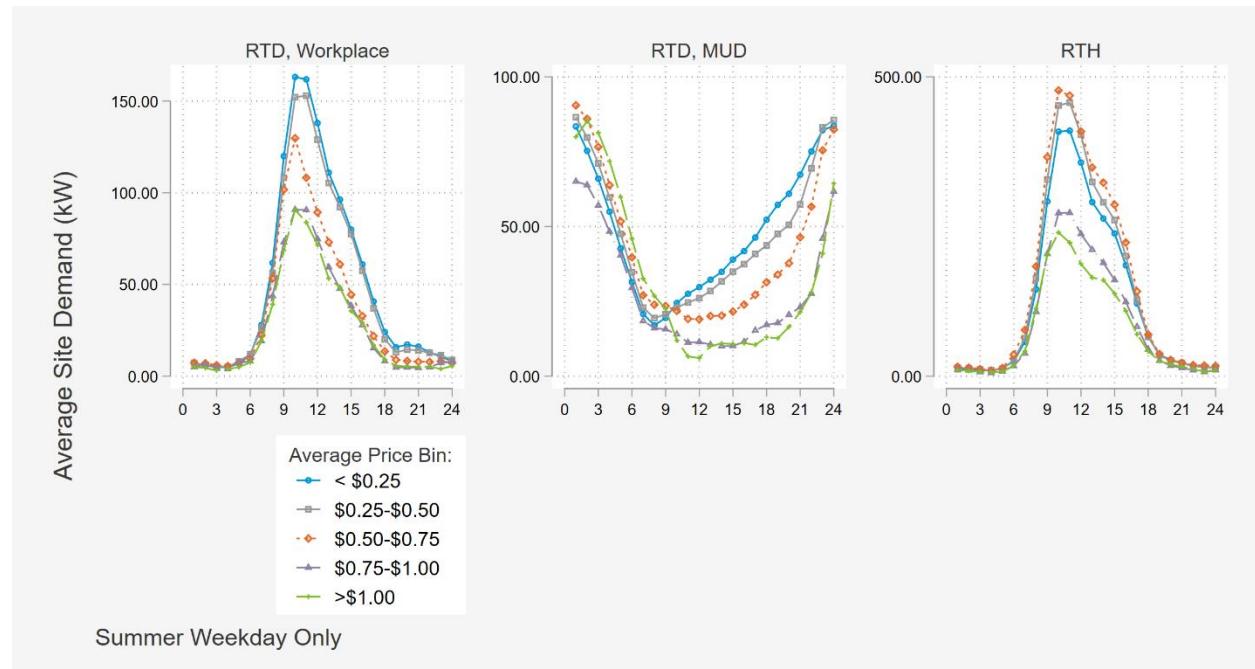 RTD, Workplace
RTD, MUD
RTH
Average Site Demand (kW)
150.00
100.00
50.00
0.00
0 3 6 9 12 15 18 21 24
100.00
50.00
0.00
0 3 6 9 12 15 18 21 24
500.00
0.00
0 3 6 9 12 15 18 21 24
Average Price Bin:
< $0.25
$0.25-$0.50
$0.50-$0.75
$0.75-$1.00
>$1.00
Summer Weekday Only